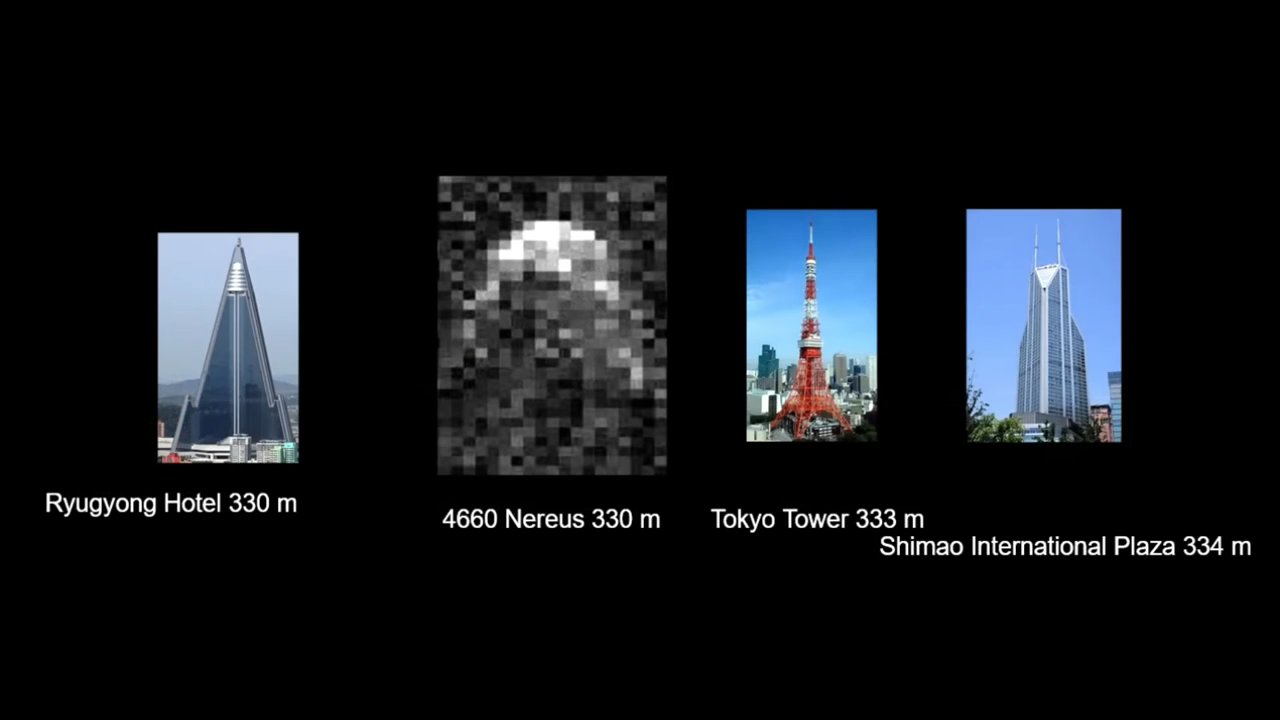 Ryugyong Hotel 330 m
4660 Nereus 330 m
Tokyo Tower 333 m
Shimao International Plaza 334 m